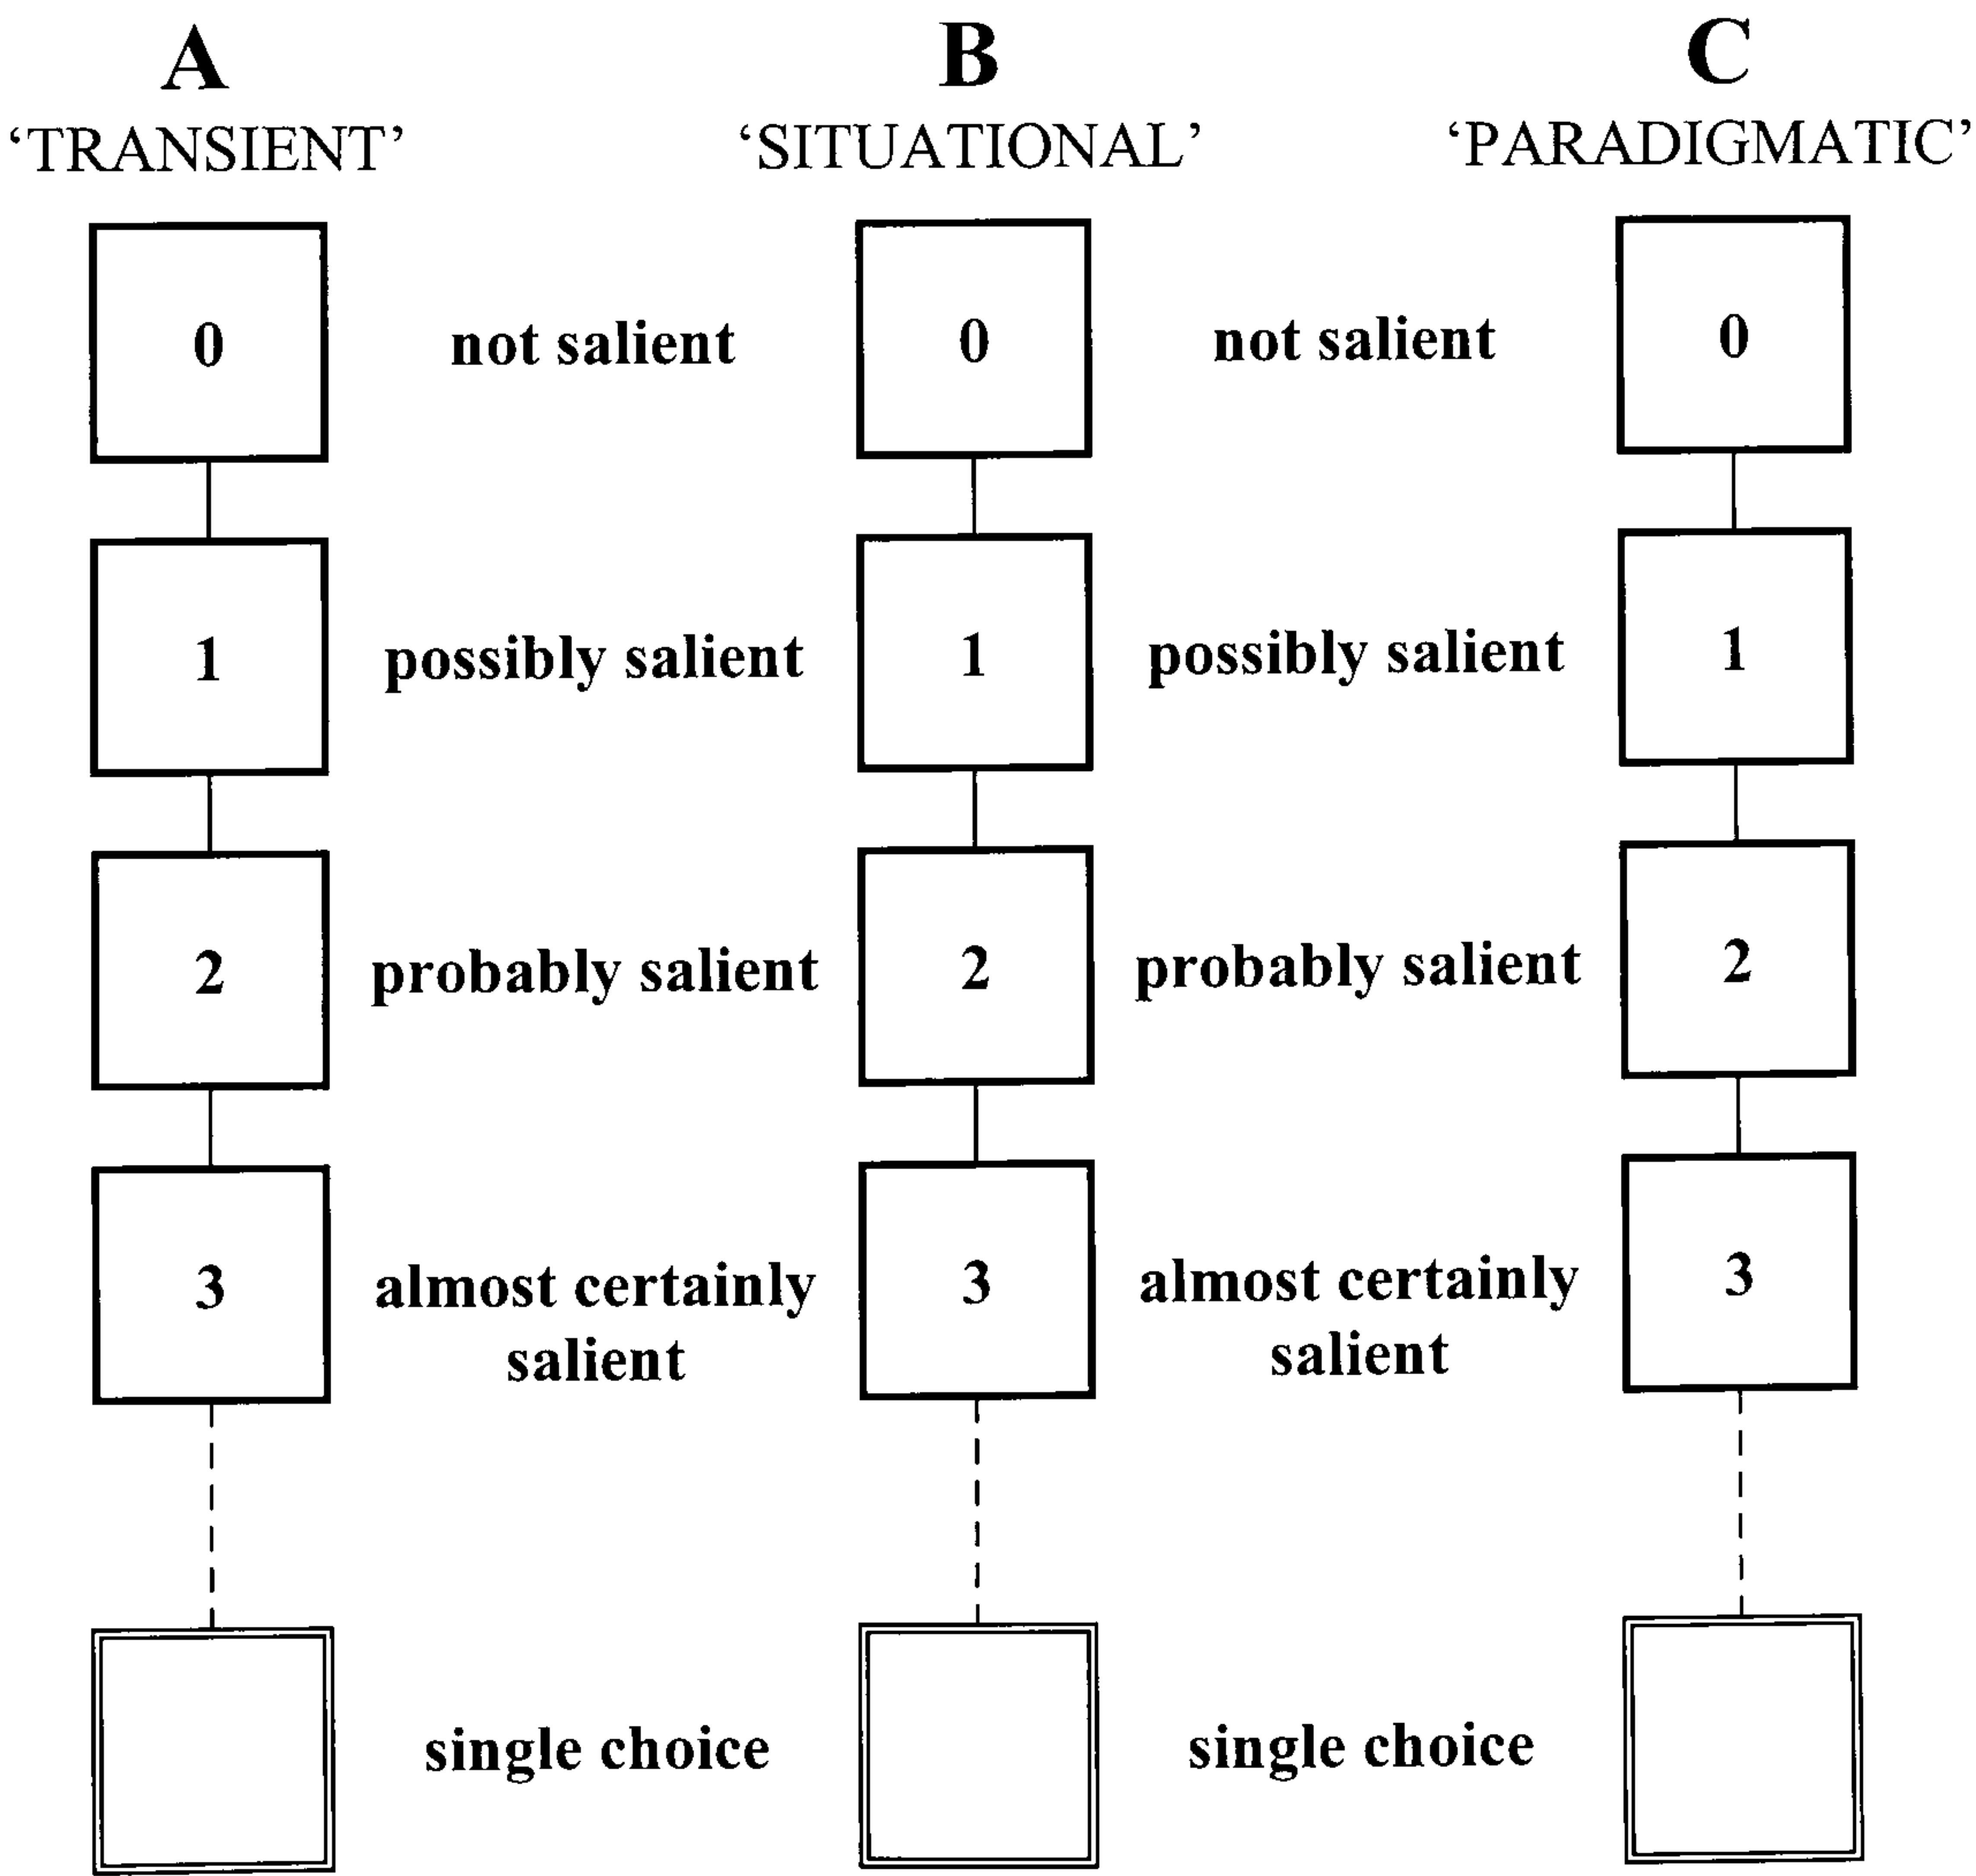 A B C
‘TRANSIENT’ ‘SITUATIONAL’ ‘PARADIGMATIC’
0 not salient 0 not salient 0
1 possibly salient 1 possibly salient 1
2 probably salient 2 probably salient 2
3 almost certainly 3 almost certainly 3
salient salient
single choice single choice